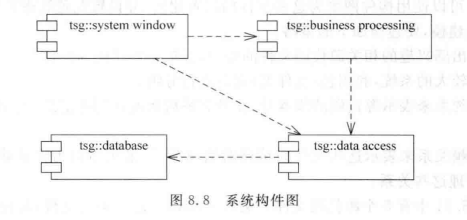 tsg::system window
tsg::business processing
tsg::database
tsg::data access
图 8.8 系统构件图